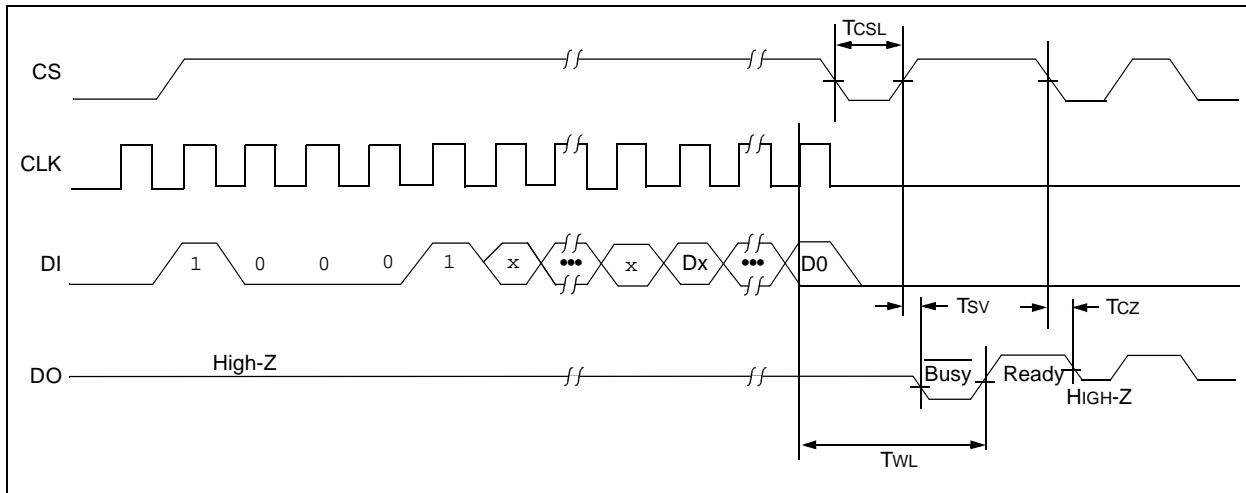 TCSL
CS
CLK
DI 1 0 0 0 1 x ••• x Dx ••• D0
TSV TCZ
High-Z Busy Ready
DO
HIGH-Z
TWL